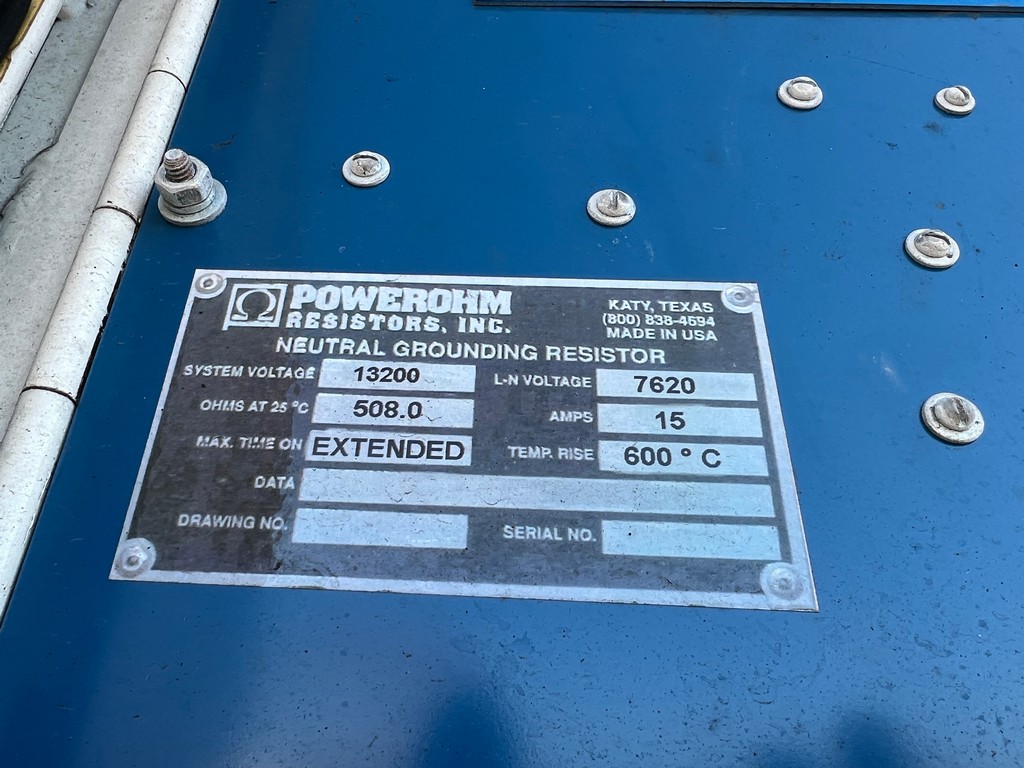 Ω POWEROHM
RESISTORS, INC.
KATY, TEXAS
(800) 838-4694
MADE IN USA
NEUTRAL GROUNDING RESISTOR
SYSTEM VOLTAGE 13200 L-N VOLTAGE 7620
OHMS AT 25 °C 508.0 AMPS 15
MAX. TIME ON EXTENDED TEMP. RISE 600 ° C
DATA
DRAWING NO. SERIAL NO.